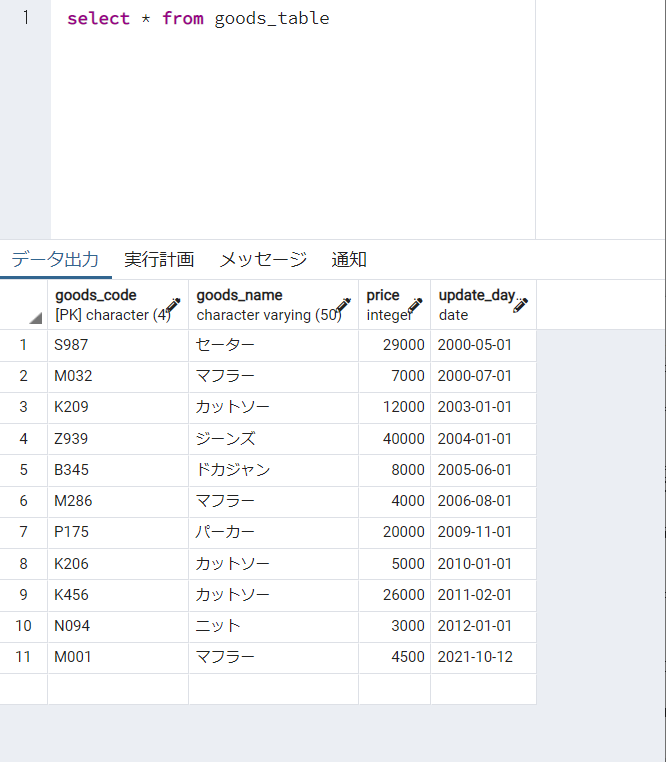 1 select * from goods_table
データ出力 実行計画 メッセージ 通知
goods_code goods_name price update_day
[PK] character (4) character varying (50) integer date
1 S987 セーター 29000 2000-05-01
2 M032 マフラー 7000 2000-07-01
3 K209 カットソー 12000 2003-01-01
4 Z939 ジーンズ 40000 2004-01-01
5 B345 ドカジャン 8000 2005-06-01
6 M286 マフラー 4000 2006-08-01
7 P175 パーカー 20000 2009-11-01
8 K206 カットソー 5000 2010-01-01
9 K456 カットソー 26000 2011-02-01
10 N094 ニット 3000 2012-01-01
11 M001 マフラー 4500 2021-10-12